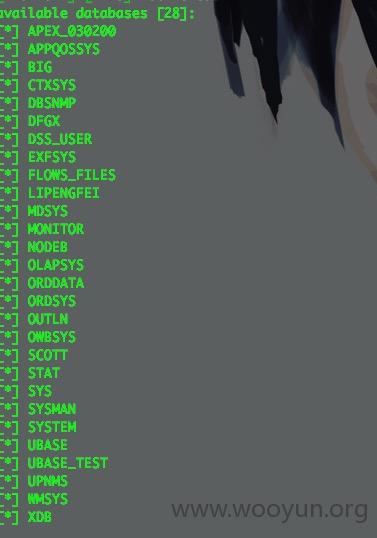 available databases [28]:
[*] APEX_030200
[*] APPQOSSYS
[*] BIG
[*] CTXSYS
[*] DBSNMP
[*] DFGX
[*] DSS_USER
[*] EXFSYS
[*] FLOWS_FILES
[*] LIPENGFEI
[*] MDSYS
[*] MONITOR
[*] NODEB
[*] OLAPSYS
[*] ORDDATA
[*] ORDSYS
[*] OUTLN
[*] OWBSYS
[*] SCOTT
[*] STAT
[*] SYS
[*] SYSMAN
[*] SYSTEM
[*] UBASE
[*] UBASE_TEST
[*] UPNMS
[*] WMSYS
[*] XDB
www.wooyun.org